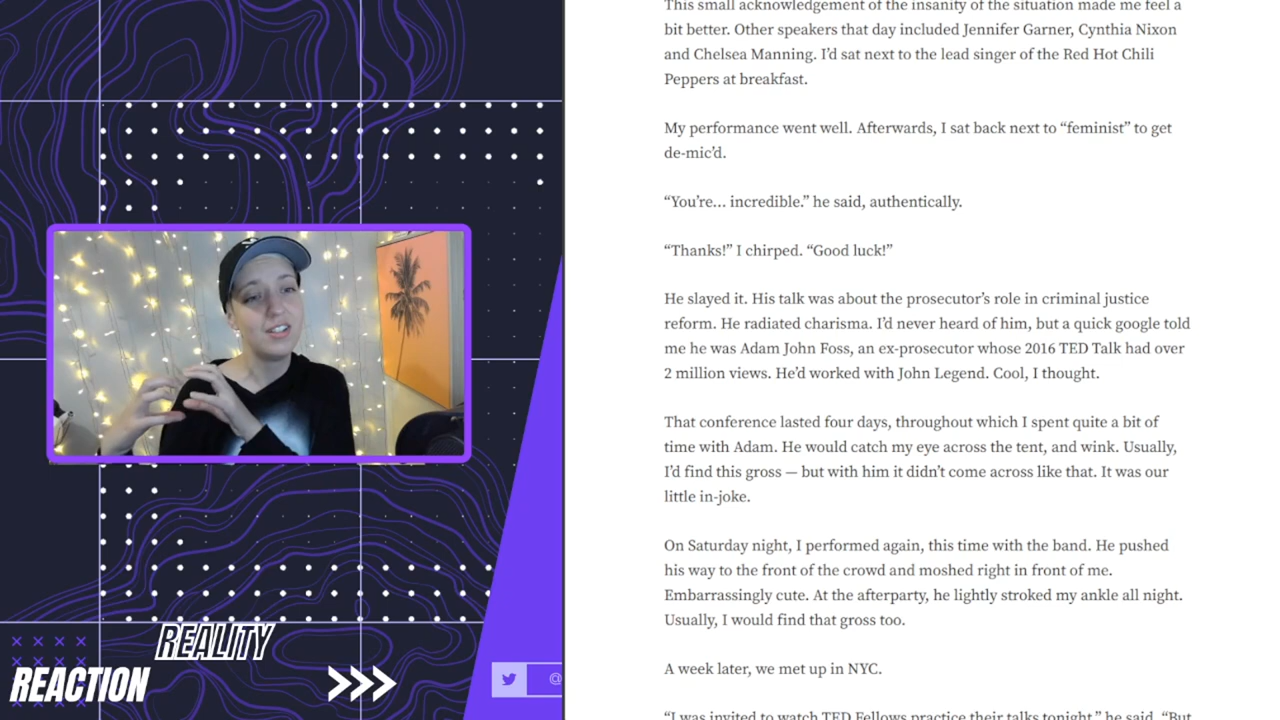 This small acknowledgement of the insanity of the situation made me feel a
bit better. Other speakers that day included Jennifer Garner, Cynthia Nixon
and Chelsea Manning. I’d sat next to the lead singer of the Red Hot Chili
Peppers at breakfast.
My performance went well. Afterwards, I sat back next to “feminist” to get
de-mic’d.
“You’re… incredible.” he said, authentically.
“Thanks!” I chirped. “Good luck!”
He slayed it. His talk was about the prosecutor’s role in criminal justice
reform. He radiated charisma. I’d never heard of him, but a quick google told
me he was Adam John Foss, an ex-prosecutor whose 2016 TED Talk had over
2 million views. He’d worked with John Legend. Cool, I thought.
That conference lasted four days, throughout which I spent quite a bit of
time with Adam. He would catch my eye across the tent, and wink. Usually,
I’d find this gross — but with him it didn’t come across like that. It was our
little in-joke.
On Saturday night, I performed again, this time with the band. He pushed
his way to the front of the crowd and moshed right in front of me.
Embarrassingly cute. At the afterparty, he lightly stroked my ankle all night.
Usually, I would find that gross too.
A week later, we met up in NYC.
“I was invited to watch TED Fellows practice their talks tonight,” he said. “But
REALITY
REACTION
@